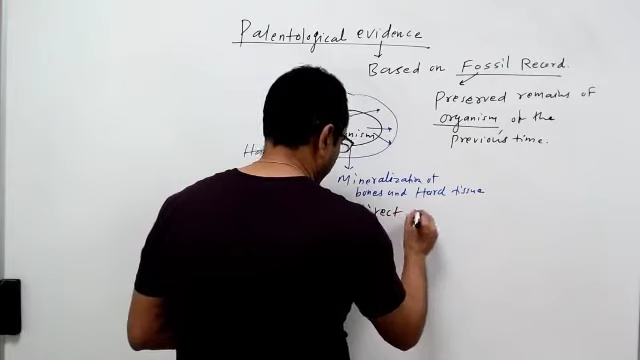 Palentological evidence
Based on Fossil Record.
Preserved remains of
organism of the
previous time.
Mineralization of
bones and Hard tissue